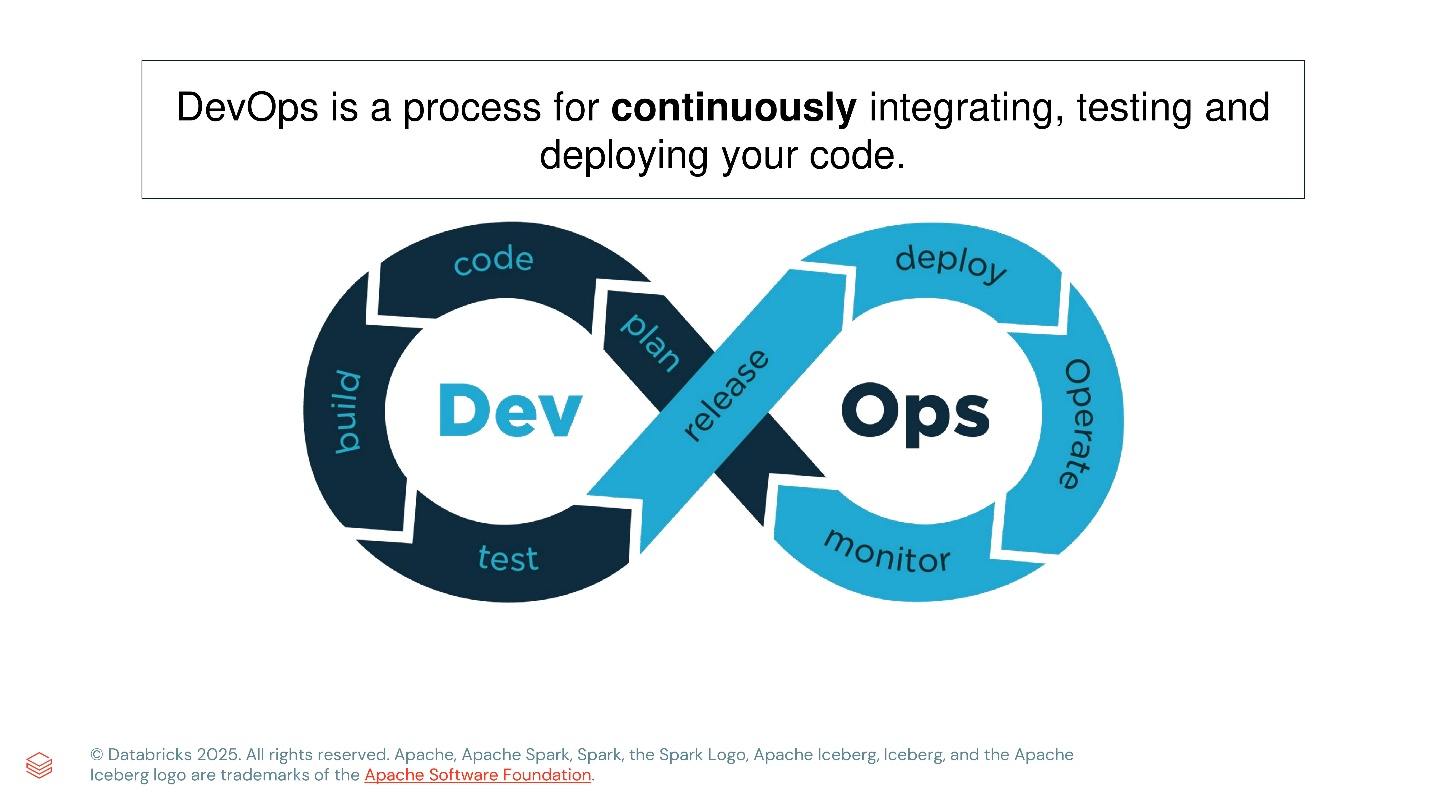 DevOps is a process for continuously integrating, testing and
deploying your code.
code
plan
build
Dev
test
release
deploy
Ops
Operate
monitor
© Databricks 2025. All rights reserved. Apache, Apache Spark, Spark, the Spark Logo, Apache Iceberg, Iceberg, and the Apache
Iceberg logo are trademarks of the Apache Software Foundation.